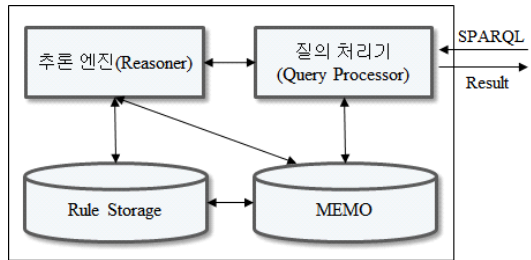 추론 엔진(Reasoner)
질의 처리기
(Query Processor)
SPARQL
Result
Rule Storage
MEMO